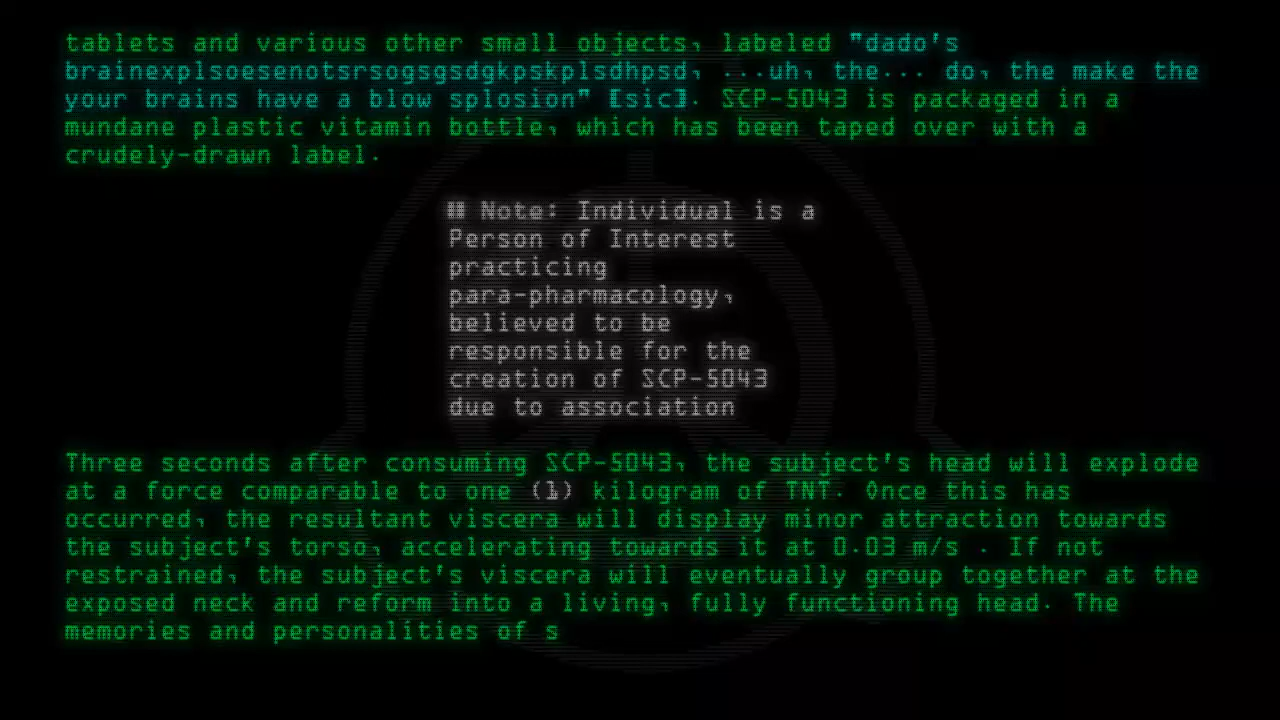 tablets and various other small objects, labeled "dado's
brainexplsoesenotsrsogsgsdgkpskplsdhpsd, ...uh, the... do, the make the
your brains have a blow splosion" [sic]. SCP-5043 is packaged in a
mundane plastic vitamin bottle, which has been taped over with a
crudely-drawn label.
# Note: Individual is a
Person of Interest
practicing
para-pharmacology,
believed to be
responsible for the
creation of SCP-5043
due to association
Three seconds after consuming SCP-5043, the subject's head will explode
at a force comparable to one (1) kilogram of TNT. Once this has
occurred, the resultant viscera will display minor attraction towards
the subject's torso, accelerating towards it at 0.03 m/s . If not
restrained, the subject's viscera will eventually group together at the
exposed neck and reform into a living, fully functioning head. The
memories and personalities of s